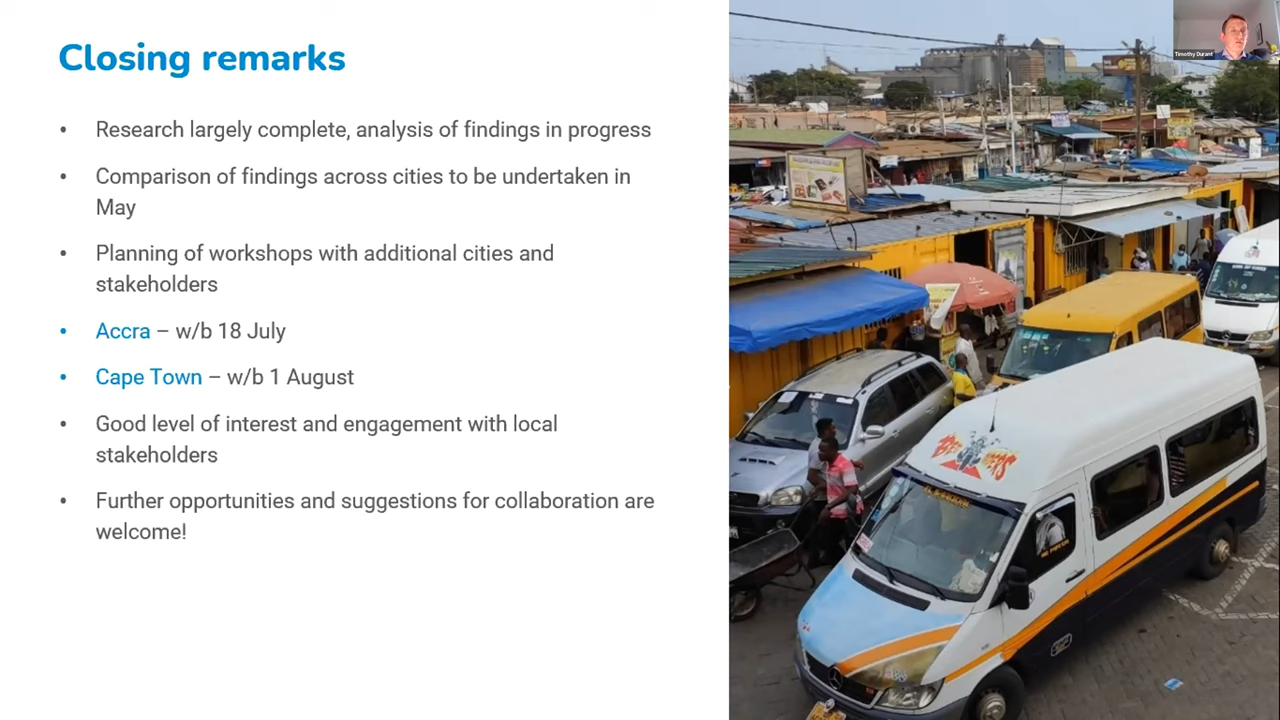 Closing remarks
• Research largely complete, analysis of findings in progress
• Comparison of findings across cities to be undertaken in
May
• Planning of workshops with additional cities and
stakeholders
• Accra – w/b 18 July
• Cape Town – w/b 1 August
• Good level of interest and engagement with local
stakeholders
• Further opportunities and suggestions for collaboration are
welcome!
Timothy Durant